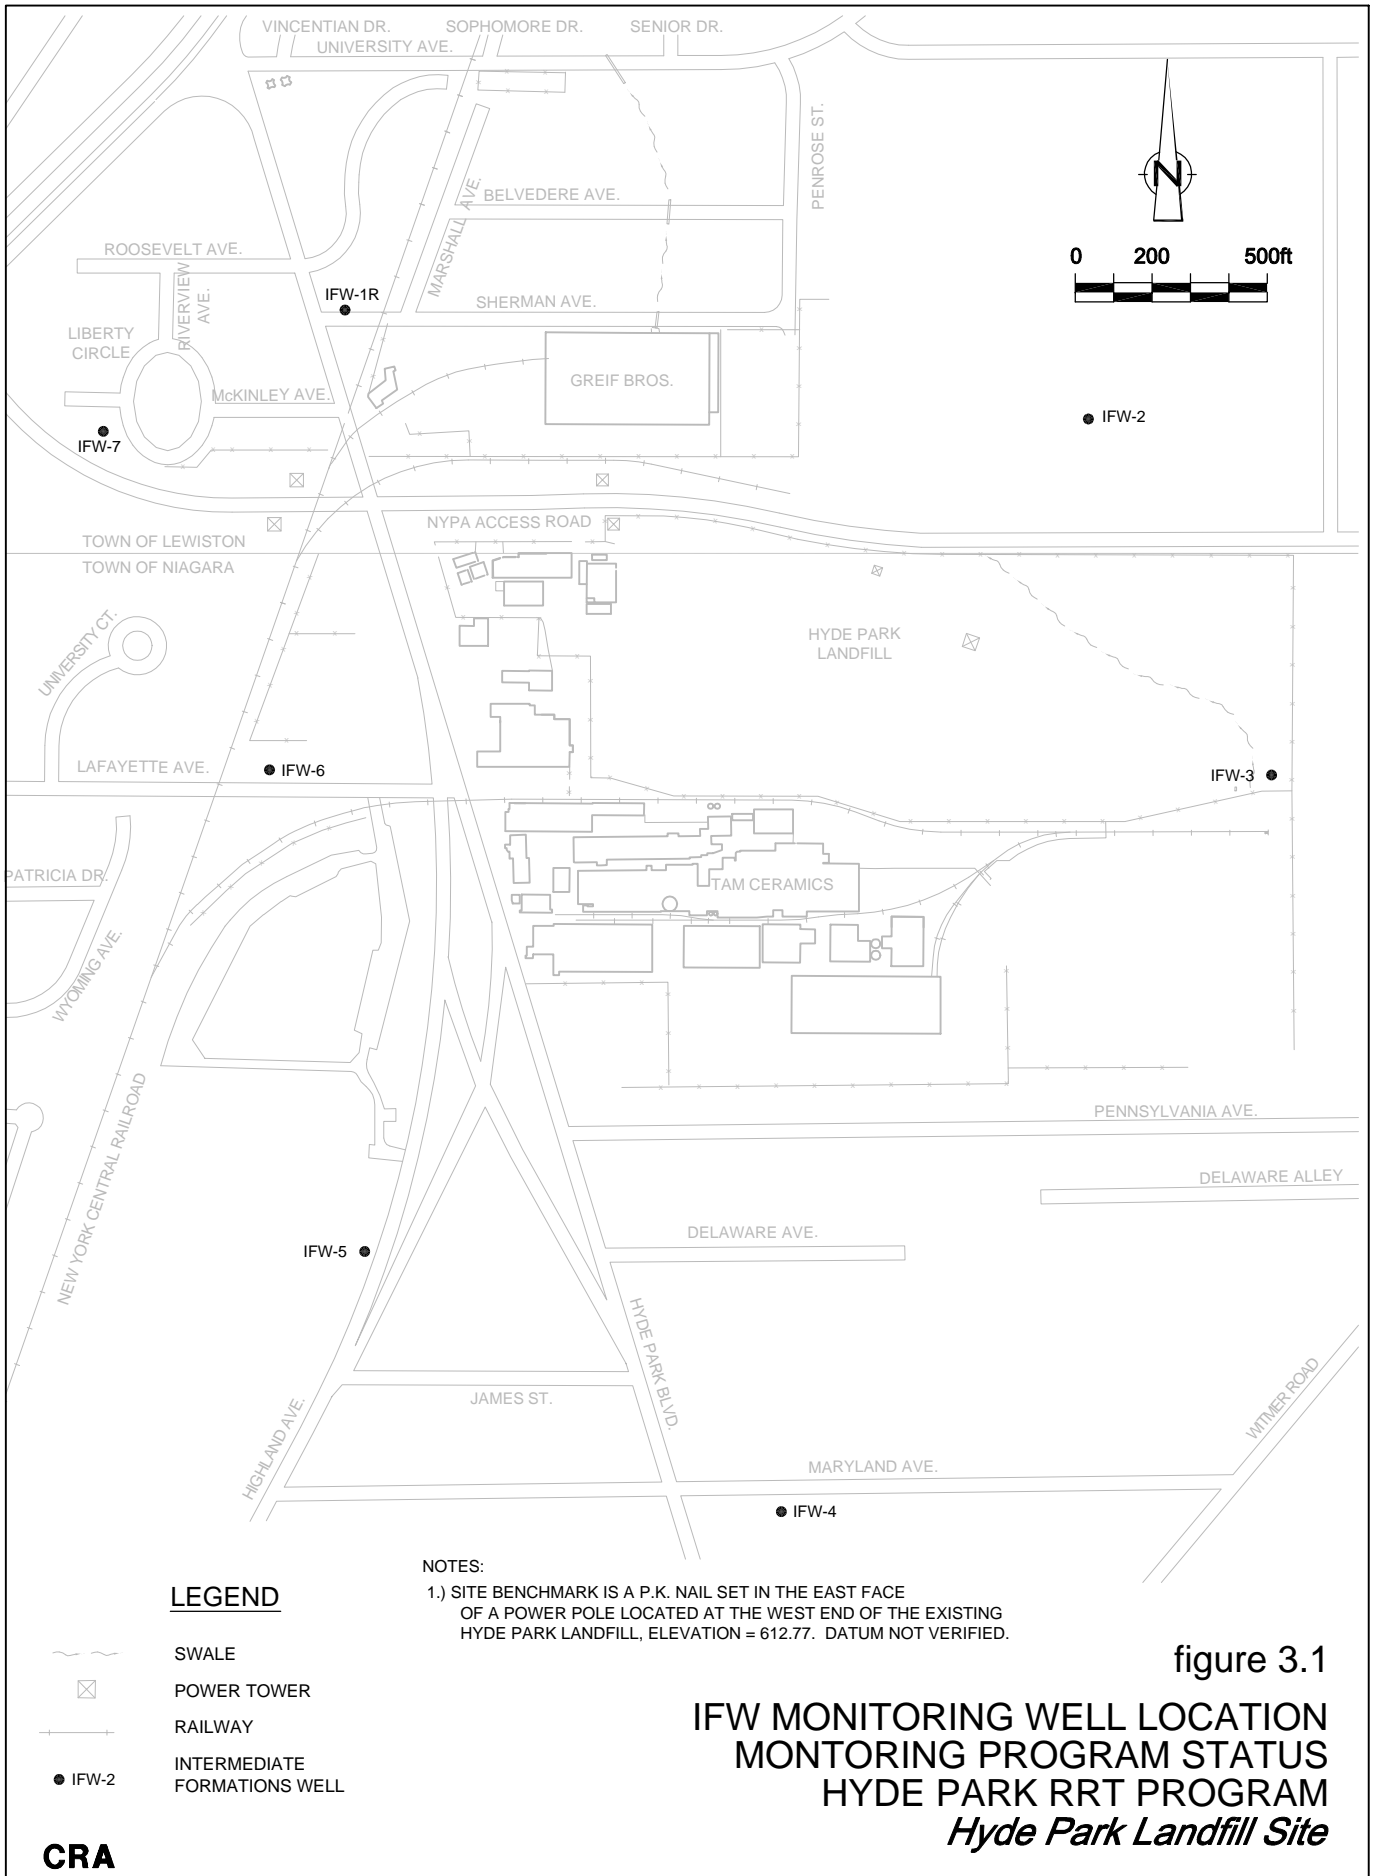 VINCENTIAN DR.
SOPHOMORE DR.
SENIOR DR.
UNIVERSITY AVE.
PENROSE ST.
BELVEDERE AVE.
MARSHALL AVE.
ROOSEVELT AVE.
RIVERVIEW
AVE.
IFW-1R
SHERMAN AVE.
LIBERTY
CIRCLE
GREIF BROS.
McKINLEY AVE.
N
0 200 500ft
IFW-2
IFW-7
NYPA ACCESS ROAD
TOWN OF LEWISTON
TOWN OF NIAGARA
UNIVERSITY CT.
HYDE PARK
LANDFILL
LAFAYETTE AVE.
IFW-6
IFW-3
PATRICIA DR.
TAM CERAMICS
WYOMING AVE.
NEW YORK CENTRAL RAILROAD
PENNSYLVANIA AVE.
DELAWARE ALLEY
DELAWARE AVE.
IFW-5
HYDE PARK BLVD.
JAMES ST.
WITMER ROAD
HIGHLAND AVE.
MARYLAND AVE.
IFW-4
NOTES:
1.) SITE BENCHMARK IS A P.K. NAIL SET IN THE EAST FACE
OF A POWER POLE LOCATED AT THE WEST END OF THE EXISTING
HYDE PARK LANDFILL, ELEVATION = 612.77. DATUM NOT VERIFIED.
LEGEND
SWALE
POWER TOWER
RAILWAY
IFW-2
INTERMEDIATE
FORMATIONS WELL
figure 3.1
IFW MONITORING WELL LOCATION
MONTORING PROGRAM STATUS
HYDE PARK RRT PROGRAM
Hyde Park Landfill Site
CRA